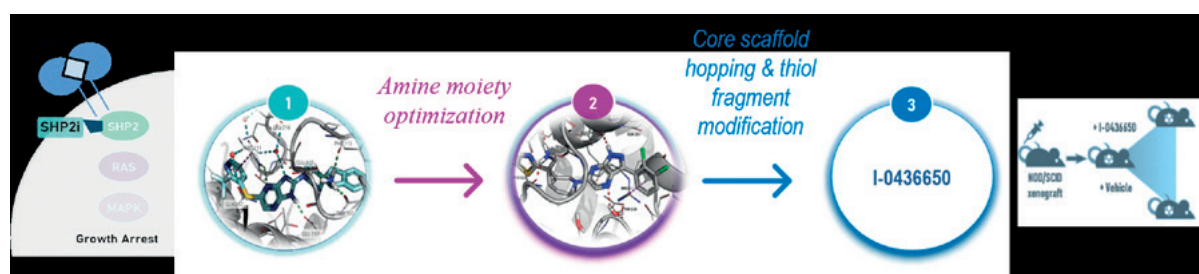 SHP2i
SHP2
RAS
MAPK
Growth Arrest
1
Amine moiety
optimization
2
Core scaffold
hopping & thiol
fragment
modification
3
I-0436650
NOD/SCID
xenograft
+ I-0436650
+ Vehicle